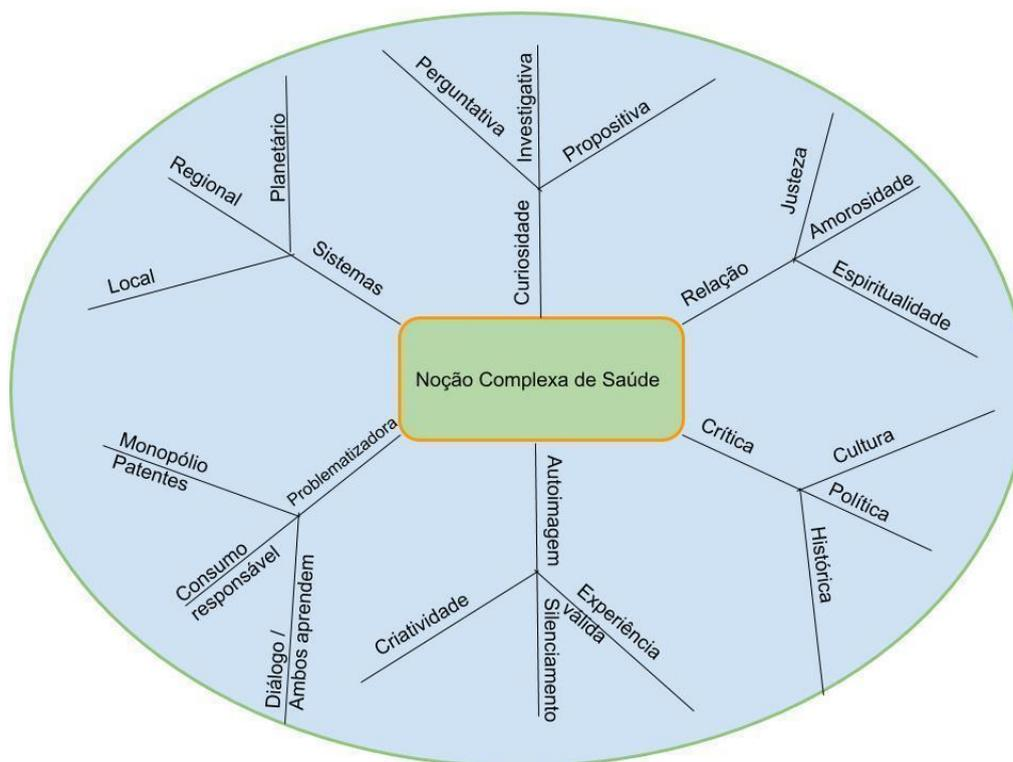 Perguntativa
Investigativa
Propositiva
Curiosidade
Planetário
Regional
Local
Sistemas
Justeza
Amorosidade
Espiritualidade
Relação
Noção Complexa de Saúde
Monopólio
Patentes
Consumo
responsável
Diálogo /
Ambos aprendem
Problematizadora
Autoimagem
Criatividade
Silenciamento
Experiência
válida
Crítica
Cultura
Política
Histórica